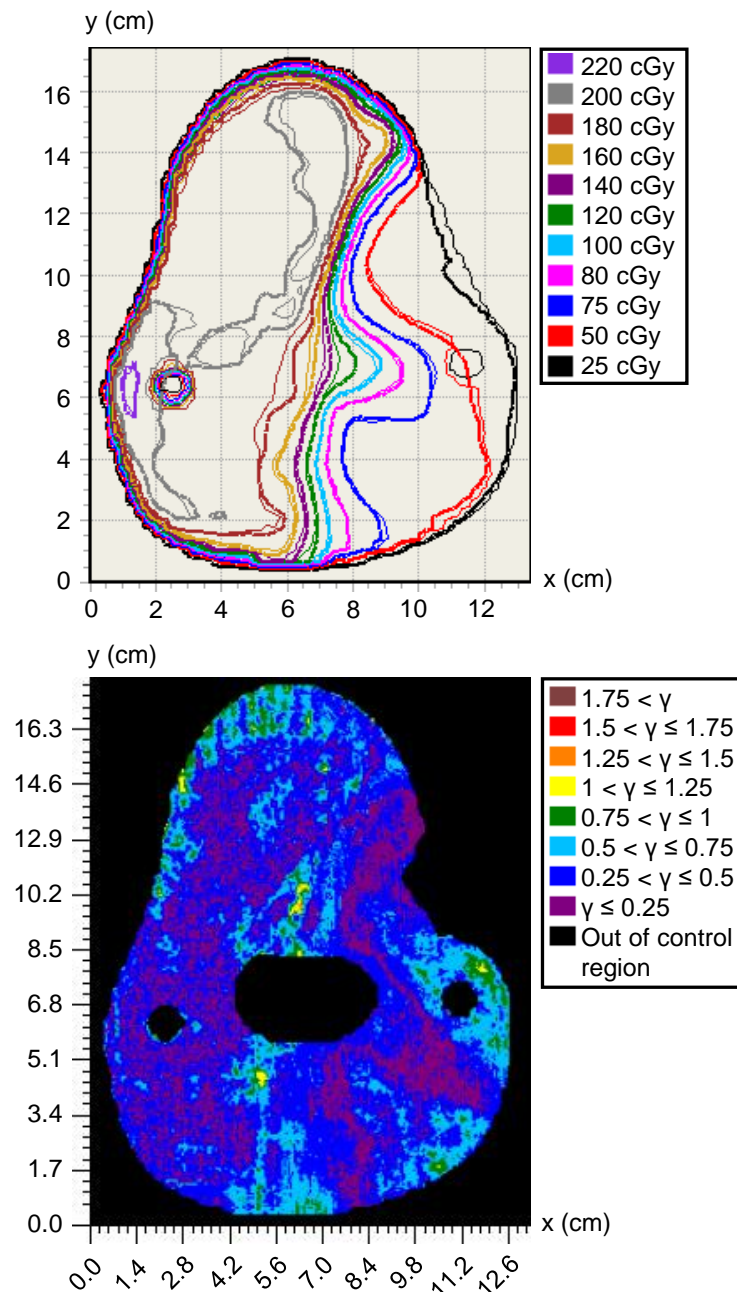 y (cm)
16
14
12
10
8
6
4
2
0
0 2 4 6 8 10 12
x (cm)
220 cGy
200 cGy
180 cGy
160 cGy
140 cGy
120 cGy
100 cGy
80 cGy
75 cGy
50 cGy
25 cGy
y (cm)
16.3
14.6
12.9
10.2
8.5
6.8
5.1
3.4
1.7
0.0
0.0 1.4 2.8 4.2 5.6 7.0 8.4 9.8 11.2 12.6
x (cm)
1.75 < γ
1.5 < γ ≤ 1.75
1.25 < γ ≤ 1.5
1 < γ ≤ 1.25
0.75 < γ ≤ 1
0.5 < γ ≤ 0.75
0.25 < γ ≤ 0.5
γ ≤ 0.25
Out of control
region